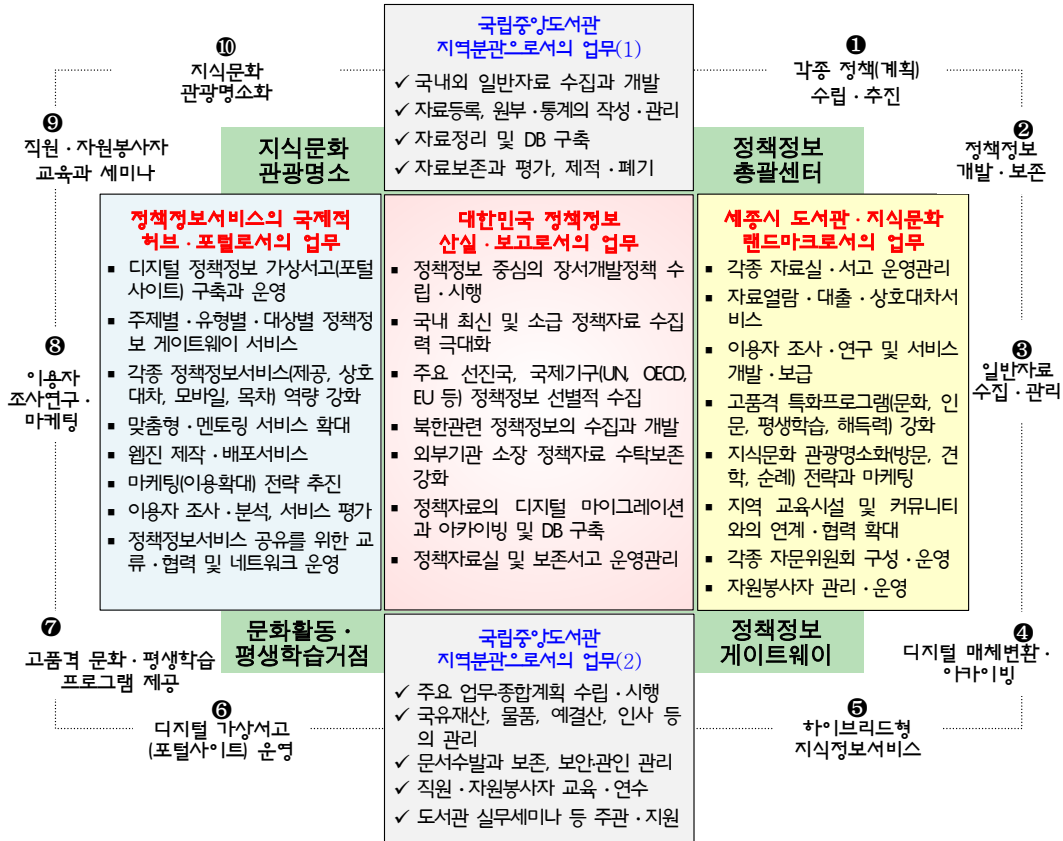 국립중앙도서관
지역분관으로서의 업무(1)
✓ 국내외 일반자료 수집과 개발
✓ 자료등록, 원부·통계의 작성·관리
✓ 자료정리 및 DB 구축
✓ 자료보존과 평가, 제적·폐기
❿
지식문화
관광명소화
❶
각종 정책(계획)
수립·추진
❾
직원·자원봉사자
교육과 세미나
지식문화
관광명소
정책정보
총괄센터
❷
정책정보
개발·보존
정책정보서비스의 국제적
허브·포털로서의 업무
▪ 디지털 정책정보 가상서고(포털
사이트) 구축과 운영
▪ 주제별·유형별·대상별 정책정
보 게이트웨이 서비스
▪ 각종 정책정보서비스(제공, 상호
대차, 모바일, 목차) 역량 강화
▪ 맞춤형·멘토링 서비스 확대
▪ 웹진 제작·배포서비스
▪ 마케팅(이용확대) 전략 추진
▪ 이용자 조사·분석, 서비스 평가
▪ 정책정보서비스 공유를 위한 교
류·협력 및 네트워크 운영
대한민국 정책정보
산실·보고로서의 업무
▪ 정책정보 중심의 장서개발정책 수
립·시행
▪ 국내 최신 및 소급 정책자료 수집
력 극대화
▪ 주요 선진국, 국제기구(UN, OECD,
EU 등) 정책정보 선별적 수집
▪ 북한관련 정책정보의 수집과 개발
▪ 외부기관 소장 정책자료 수탁보존
강화
▪ 정책자료의 디지털 마이그레이션
과 아카이빙 및 DB 구축
▪ 정책자료실 및 보존서고 운영관리
세종시 도서관·지식문화
랜드마크로서의 업무
▪ 각종 자료실·서고 운영관리
▪ 자료열람·대출·상호대차서
비스
▪ 이용자 조사·연구 및 서비스
개발·보급
▪ 고품격 특화프로그램(문화, 인
문, 평생학습, 해득력) 강화
▪ 지식문화 관광명소화(방문, 견
학, 순례) 전략과 마케팅
▪ 지역 교육시설 및 커뮤니티
와의 연계·협력 확대
▪ 각종 자문위원회 구성·운영
▪ 자원봉사자 관리·운영
❽
이용자
조사연구·
마케팅
❸
일반자료
수집·관리
❼
고품격 문화·평생학습
프로그램 제공
문화활동·
평생학습거점
정책정보
게이트웨이
❹
디지털 매체변환·
아카이빙
❻
디지털 가상서고
(포털사이트) 운영
국립중앙도서관
지역분관으로서의 업무(2)
✓ 주요 업무·종합계획 수립·시행
✓ 국유재산, 물품, 예결산, 인사 등
의 관리
✓ 문서수발과 보존, 보안·관인 관리
✓ 직원·자원봉사자 교육·연수
✓ 도서관 실무세미나 등 주관·지원
❺
하이브리드형
지식정보서비스